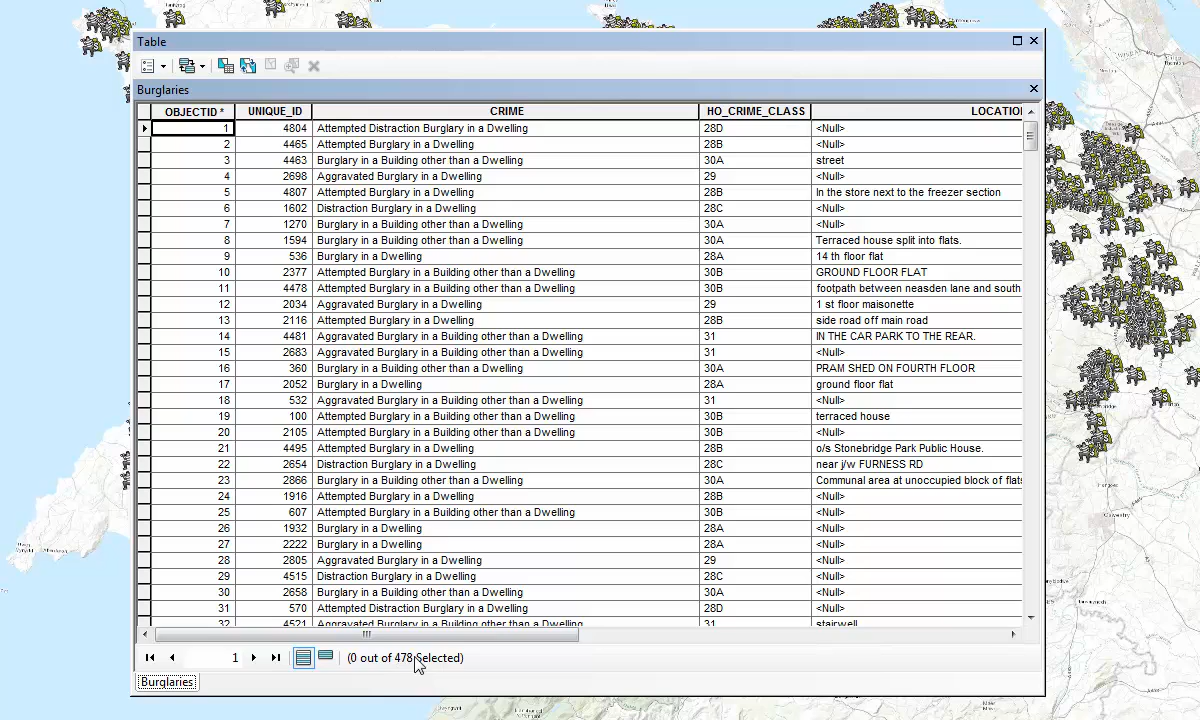 Table
Burglaries
OBJECTID * UNIQUE_ID CRIME HO_CRIME_CLASS LOCATIO
1 4804 Attempted Distraction Burglary in a Dwelling 28D <Null>
2 4465 Attempted Burglary in a Dwelling 28B <Null>
3 4463 Burglary in a Building other than a Dwelling 30A street
4 2698 Aggravated Burglary in a Dwelling 29 <Null>
5 4807 Attempted Burglary in a Dwelling 28B In the store next to the freezer section
6 1602 Distraction Burglary in a Dwelling 28C <Null>
7 1270 Burglary in a Building other than a Dwelling 30A <Null>
8 1594 Burglary in a Building other than a Dwelling 30A Terraced house split into flats.
9 536 Burglary in a Dwelling 28A 14 th floor flat
10 2377 Attempted Burglary in a Building other than a Dwelling 30B GROUND FLOOR FLAT
11 4478 Attempted Burglary in a Building other than a Dwelling 30B footpath between neasden lane and south
12 2034 Aggravated Burglary in a Dwelling 29 1 st floor maisonette
13 2116 Attempted Burglary in a Dwelling 28B side road off main road
14 4481 Aggravated Burglary in a Building other than a Dwelling 31 IN THE CAR PARK TO THE REAR.
15 2683 Aggravated Burglary in a Building other than a Dwelling 31 <Null>
16 360 Burglary in a Building other than a Dwelling 30A PRAM SHED ON FOURTH FLOOR
17 2052 Burglary in a Dwelling 28A ground floor flat
18 532 Aggravated Burglary in a Building other than a Dwelling 31 <Null>
19 100 Attempted Burglary in a Building other than a Dwelling 30B terraced house
20 2105 Attempted Burglary in a Building other than a Dwelling 30B <Null>
21 4495 Attempted Burglary in a Dwelling 28B o/s Stonebridge Park Public House.
22 2654 Distraction Burglary in a Dwelling 28C near j/w FURNESS RD
23 2866 Burglary in a Building other than a Dwelling 30A Communal area at unoccupied block of flats
24 1916 Attempted Burglary in a Dwelling 28B <Null>
25 607 Attempted Burglary in a Building other than a Dwelling 30B <Null>
26 1932 Burglary in a Dwelling 28A <Null>
27 2222 Burglary in a Dwelling 28A <Null>
28 2805 Aggravated Burglary in a Dwelling 29 <Null>
29 4515 Distraction Burglary in a Dwelling 28C <Null>
30 2658 Burglary in a Building other than a Dwelling 30A <Null>
31 570 Attempted Distraction Burglary in a Dwelling 28D <Null>
32 4521 Aggravated Burglary in a Building other than a Dwelling 31 stairwell
1 (0 out of 478 Selected)
Burglaries